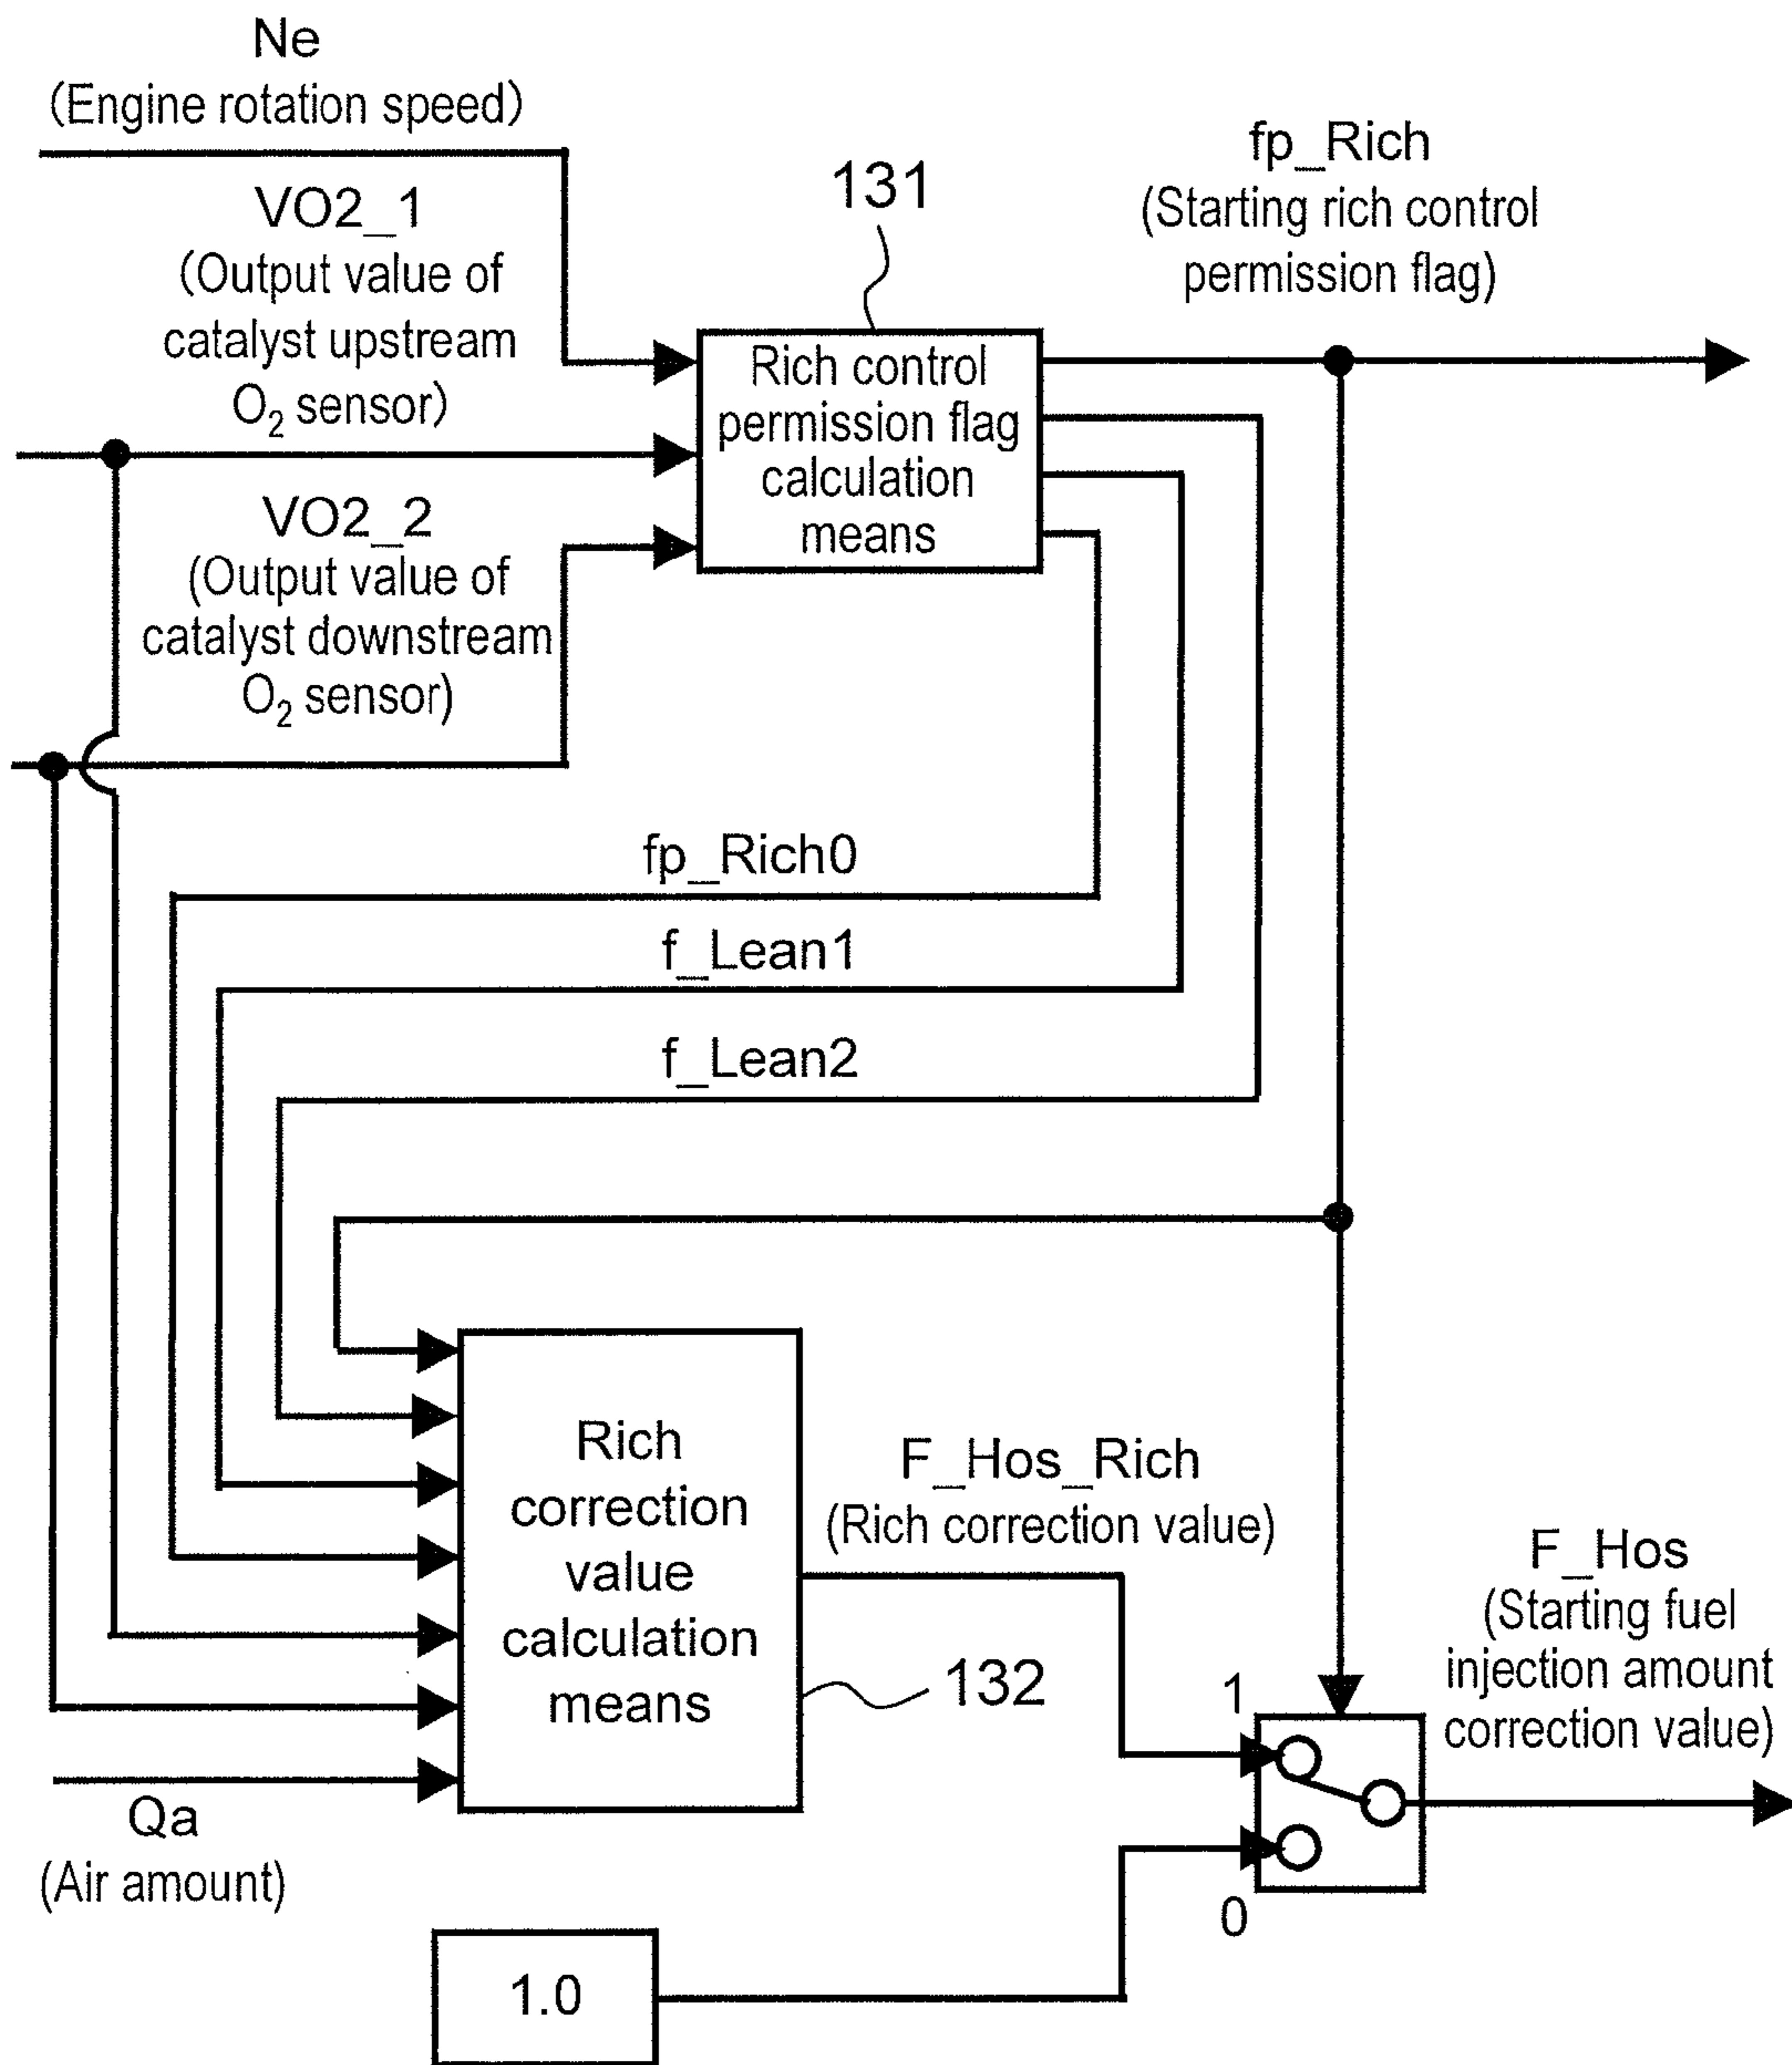 Ne
(Engine rotation speed)
VO2_1
(Output value of
catalyst upstream
O₂ sensor)
VO2_2
(Output value of
catalyst downstream
O₂ sensor)
131
Rich control
permission flag
calculation
means
fp_Rich
(Starting rich control
permission flag)
fp_Rich0
f_Lean1
f_Lean2
Rich
correction
value
calculation
means
132
F_Hos_Rich
(Rich correction value)
Qa
(Air amount)
1.0
1
0
F_Hos
(Starting fuel
injection amount
correction value)